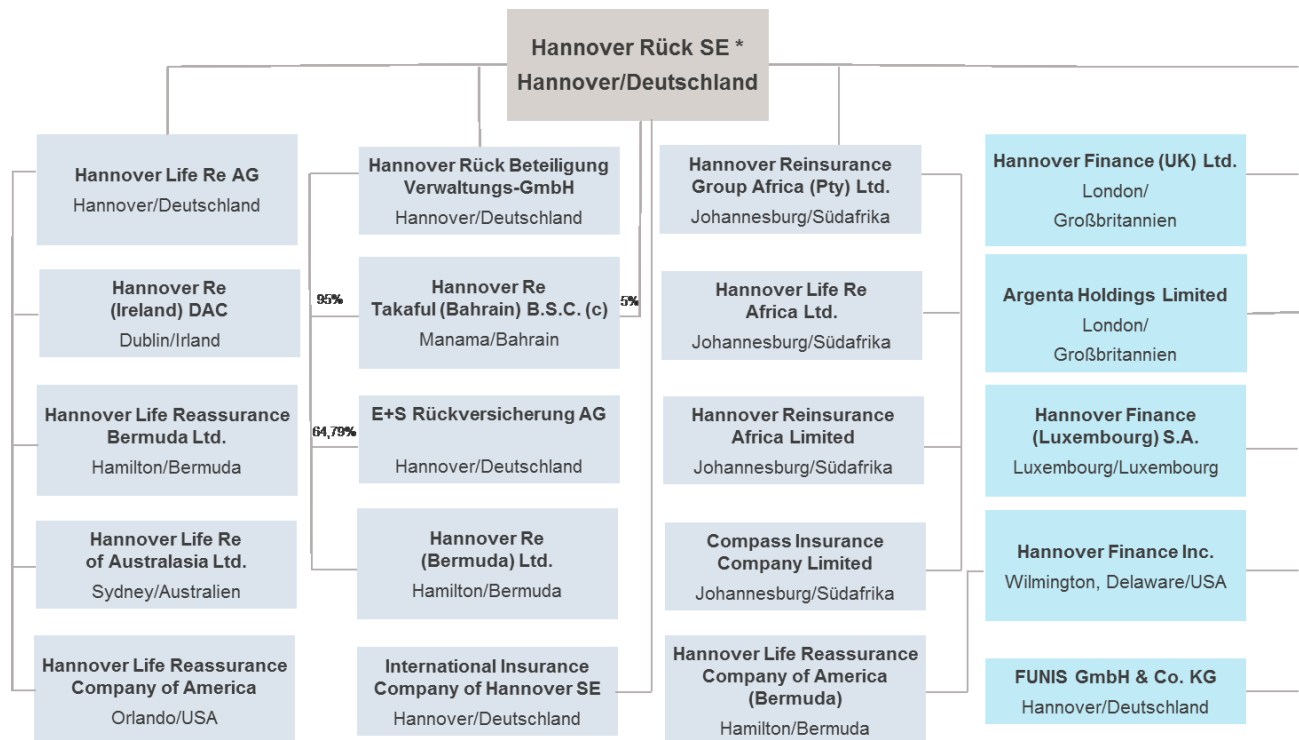 Hannover Rück SE *
Hannover/Deutschland
Hannover Life Re AG
Hannover/Deutschland
Hannover Re
(Ireland) DAC
Dublin/Irland
Hannover Life Reassurance
Bermuda Ltd.
Hamilton/Bermuda
Hannover Life Re
of Australasia Ltd.
Sydney/Australien
Hannover Life Reassurance
Company of America
Orlando/USA
Hannover Rück Beteiligung
Verwaltungs-GmbH
Hannover/Deutschland
95%
Hannover Re
Takaful (Bahrain) B.S.C. (c)
Manama/Bahrain
5%
64,79%
E+S Rückversicherung AG
Hannover/Deutschland
Hannover Re
(Bermuda) Ltd.
Hamilton/Bermuda
International Insurance
Company of Hannover SE
Hannover/Deutschland
Hannover Reinsurance
Group Africa (Pty) Ltd.
Johannesburg/Südafrika
Hannover Life Re
Africa Ltd.
Johannesburg/Südafrika
Hannover Reinsurance
Africa Limited
Johannesburg/Südafrika
Compass Insurance
Company Limited
Johannesburg/Südafrika
Hannover Life Reassurance
Company of America
(Bermuda)
Hamilton/Bermuda
Hannover Finance (UK) Ltd.
London/
Großbritannien
Argenta Holdings Limited
London/
Großbritannien
Hannover Finance
(Luxembourg) S.A.
Luxembourg/Luxembourg
Hannover Finance Inc.
Wilmington, Delaware/USA
FUNIS GmbH & Co. KG
Hannover/Deutschland